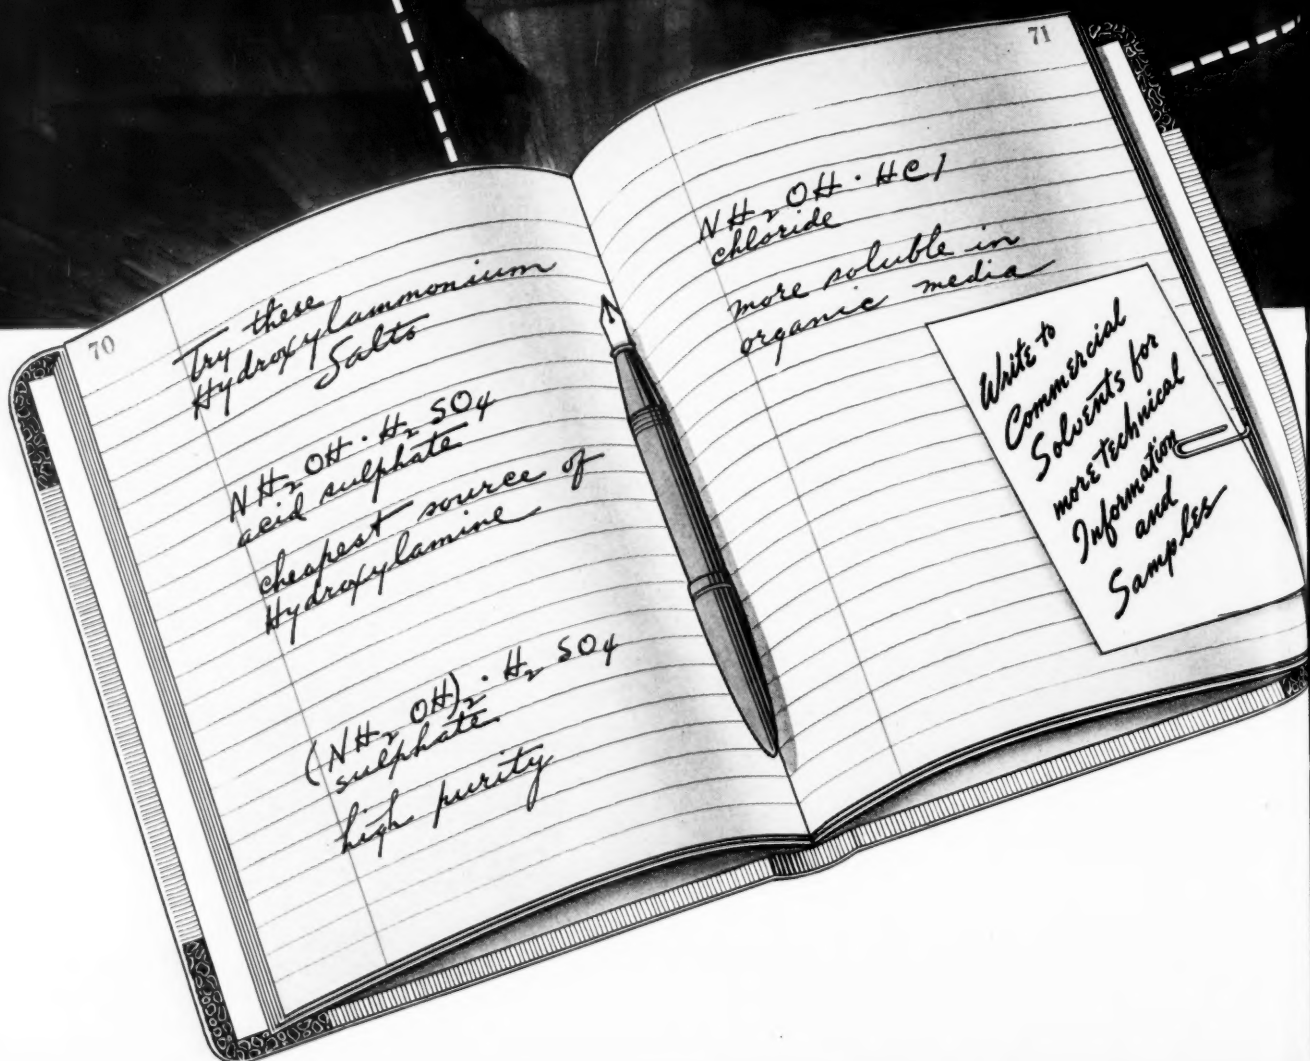 70
Try these
Hydroxylammonium
Salts
NH₂OH · H₂SO₄
acid sulphate
cheapest source of
Hydroxylamine
(NH₂OH)₂ · H₂SO₄
sulphate
high purity
71
NH₂OH · HCl
chloride
more soluble in
organic media
Write to
Commercial
Solvents for
more technical
Information
and
Samples